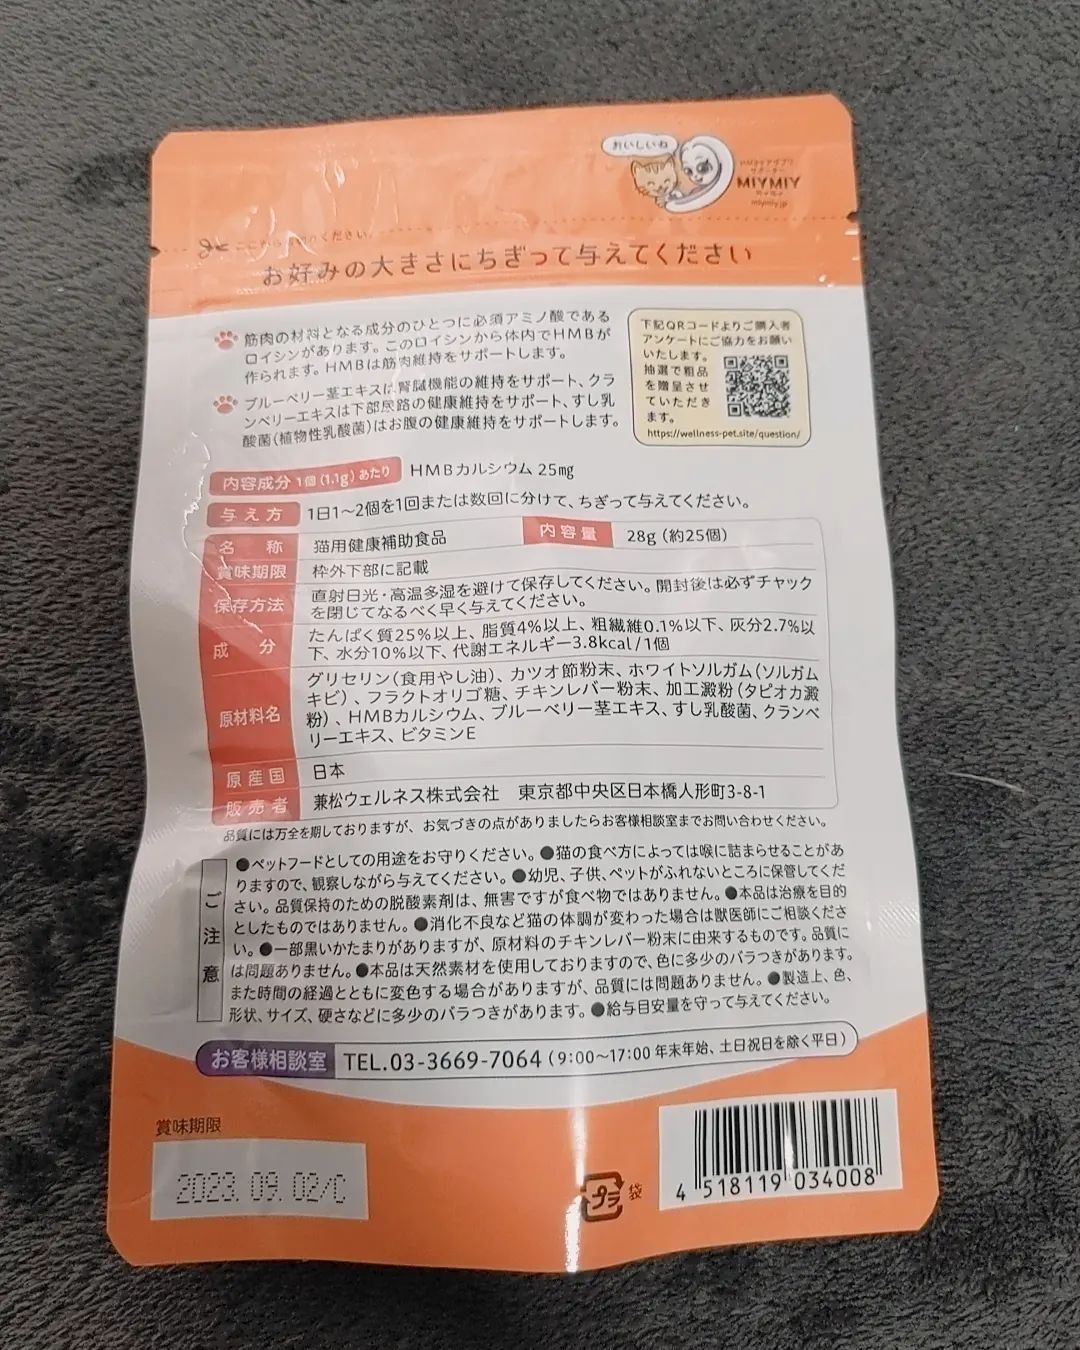 おいしいね
MIYMIY
miymiy.jp
お好みの大きさにちぎって与えてください
筋肉の材料となる成分のひとつに必須アミノ酸である
ロイシンがあります。このロイシンから体内でHMBが
作られます。HMBは筋肉維持をサポートします。
ブルーベリー茎エキスは腎臓機能の維持をサポート、クラ
ンベリーエキスは下部尿路の健康維持をサポート、すし乳
酸菌(植物性乳酸菌)はお腹の健康維持をサポートします。
下記QRコードよりご購入者
アンケートにご協力をお願い
いたします。
抽選で粗品
を贈呈させ
ていただき
ます。
https://wellness-pet.site/question/
内容成分 1個(1.1g)あたり HMBカルシウム 25mg
与え方 1日1〜2個を1回または数回に分けて、ちぎって与えてください。
名称 猫用健康補助食品 内容量 28g(約25個)
賞味期限 枠外下部に記載
保存方法 直射日光・高温多湿を避けて保存してください。開封後は必ずチャック
を閉じてなるべく早く与えてください。
成分 たんぱく質25%以上、脂質4%以上、粗繊維0.1%以下、灰分2.7%以
下、水分10%以下、代謝エネルギー3.8kcal/1個
原材料名 グリセリン(食用やし油)、カツオ節粉末、ホワイトソルガム(ソルガム
キビ)、フラクトオリゴ糖、チキンレバー粉末、加工澱粉(タピオカ澱
粉)、HMBカルシウム、ブルーベリー茎エキス、すし乳酸菌、クランベ
リーエキス、ビタミンE
原産国 日本
販売者 兼松ウェルネス株式会社 東京都中央区日本橋人形町3-8-1
品質には万全を期しておりますが、お気づきの点がありましたらお客様相談室までお問い合わせください。
ご注意
●ペットフードとしての用途をお守りください。●猫の食べ方によっては喉に詰まらせることがあ
りますので、観察しながら与えてください。●幼児、子供、ペットがふれないところに保管してくだ
さい。品質保持のための脱酸素剤は、無害ですが食べ物ではありません。●本品は治療を目的
としたものではありません。●消化不良など猫の体調が変わった場合は獣医師にご相談くださ
い。●一部黒いかたまりがありますが、原材料のチキンレバー粉末に由来するものです。品質に
は問題ありません。●本品は天然素材を使用しておりますので、色に多少のバラつきがあります。
また時間の経過とともに変色する場合がありますが、品質には問題ありません。●製造上、色、
形状、サイズ、硬さなどに多少のバラつきがあります。●給与目安量を守って与えてください。
お客様相談室 TEL.03-3669-7064(9:00〜17:00 年末年始、土日祝日を除く平日)
賞味期限
2023.09.02/C
プラ 袋
4 518119 034008